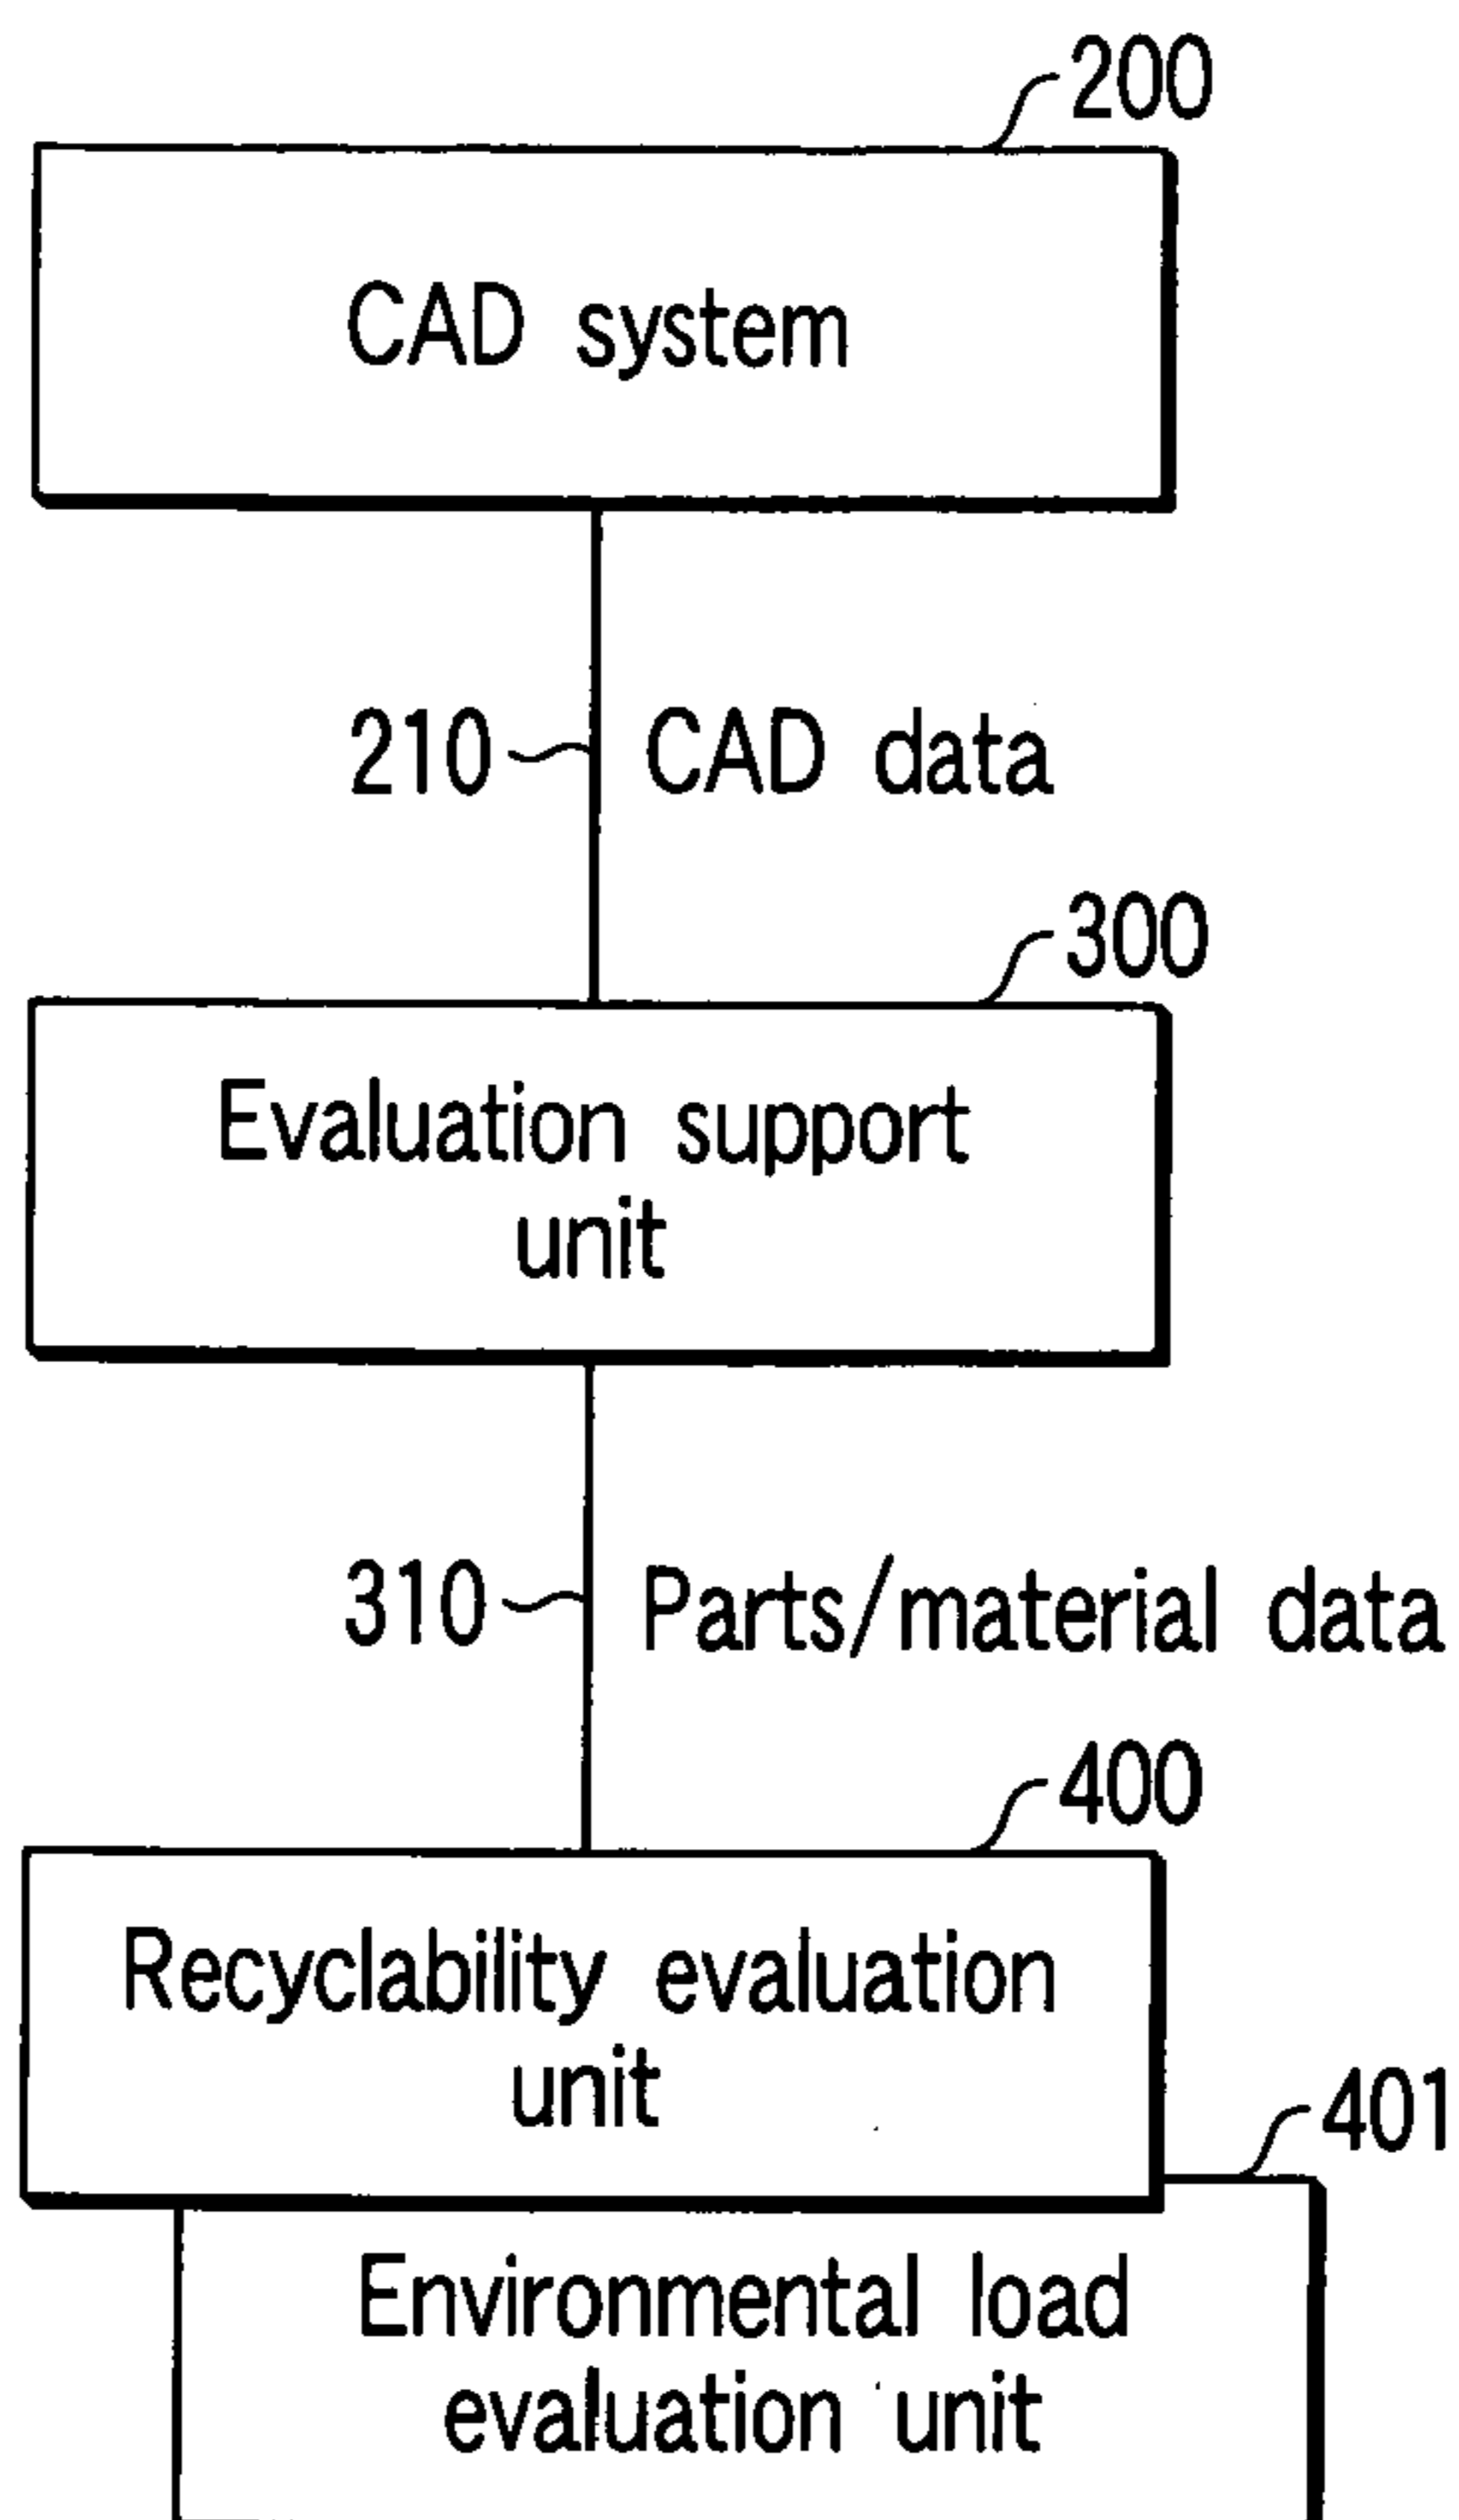 200
CAD system
210
CAD data
300
Evaluation support
unit
310
Parts/material data
400
Recyclability evaluation
unit
401
Environmental load
evaluation unit